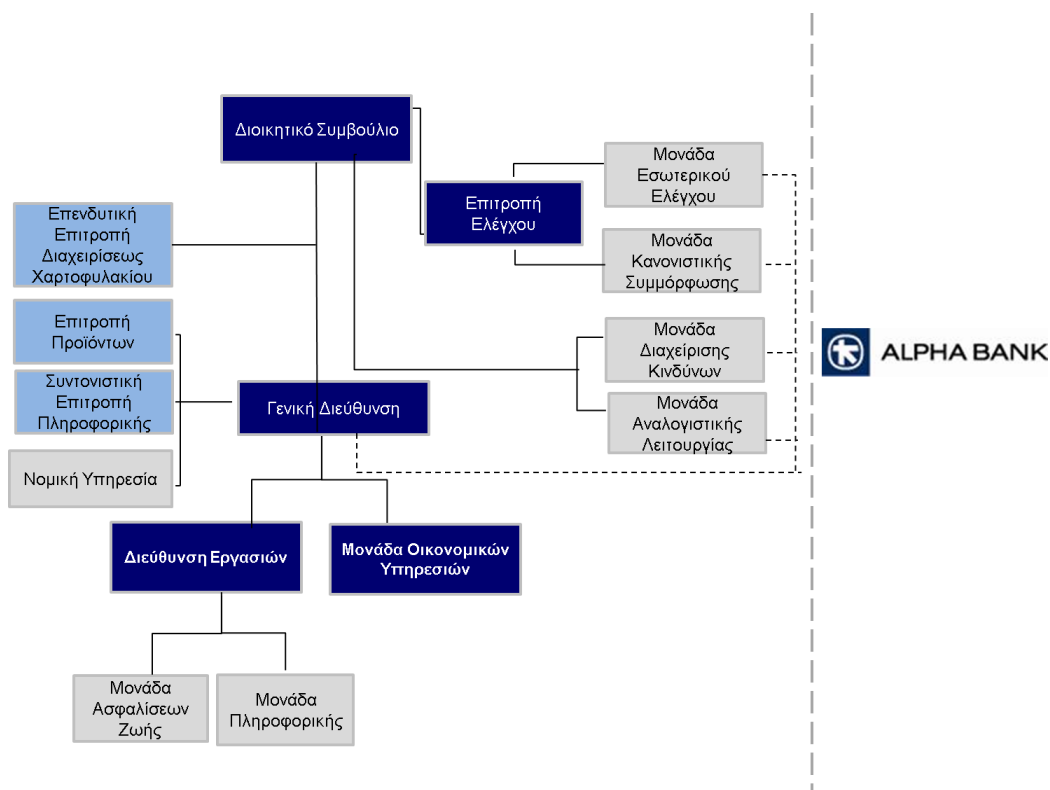 Διοικητικό Συμβούλιο
Μονάδα
Εσωτερικού
Ελέγχου
Επιτροπή
Ελέγχου
Επενδυτική
Επιτροπή
Διαχειρίσεως
Χαρτοφυλακίου
Μονάδα
Κανονιστικής
Συμμόρφωσης
Επιτροπή
Προϊόντων
Μονάδα
Διαχείρισης
Κινδύνων
ALPHA BANK
Συντονιστική
Επιτροπή
Πληροφορικής
Γενική Διεύθυνση
Μονάδα
Αναλογιστικής
Λειτουργίας
Νομική Υπηρεσία
Διεύθυνση Εργασιών
Μονάδα Οικονομικών
Υπηρεσιών
Μονάδα
Ασφαλίσεων
Ζωής
Μονάδα
Πληροφορικής